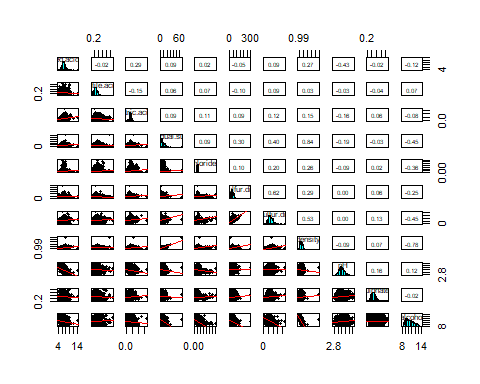 0.2 0 60 0 300 0.99 0.2
-0.02 0.29 0.09 0.02 -0.05 0.09 0.27 -0.43 -0.02 -0.12 4
0.2 -0.15 0.06 0.07 -0.10 0.09 0.03 -0.03 -0.04 0.07
0.09 0.11 0.09 0.12 0.15 -0.16 0.06 -0.08 0.0
0 0.09 0.30 0.40 0.84 -0.19 -0.03 -0.45
oride 0.10 0.20 0.26 -0.09 0.02 -0.36 0.00
0 lfur.di 0.62 0.29 0.00 0.06 -0.25
0.53 0.00 0.13 -0.45 0
0.99 ensity -0.09 0.07 -0.78
pH 0.16 0.12 2.8
0.2 -0.02
alcohol 8
4 14 0.0 0.00 0 2.8 8 14